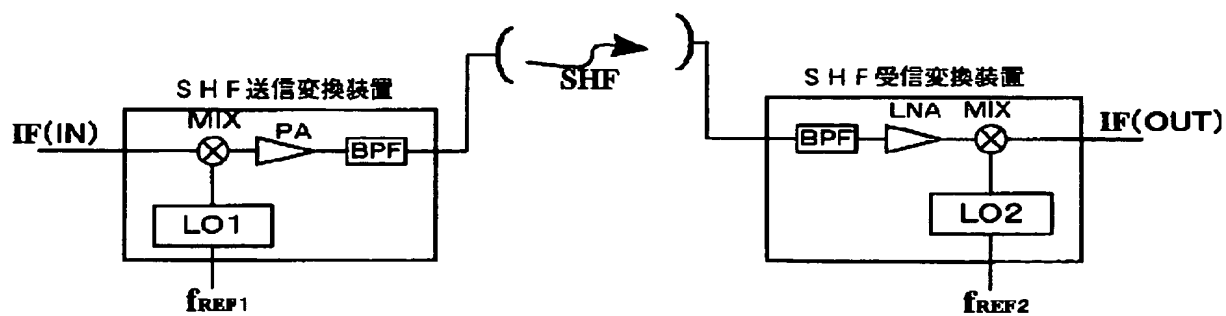 SHF送信変換装置
IF(IN)
MIX
PA
BPF
LO1
fREF1
SHF
SHF受信変換装置
BPF
LNA
MIX
IF(OUT)
LO2
fREF2